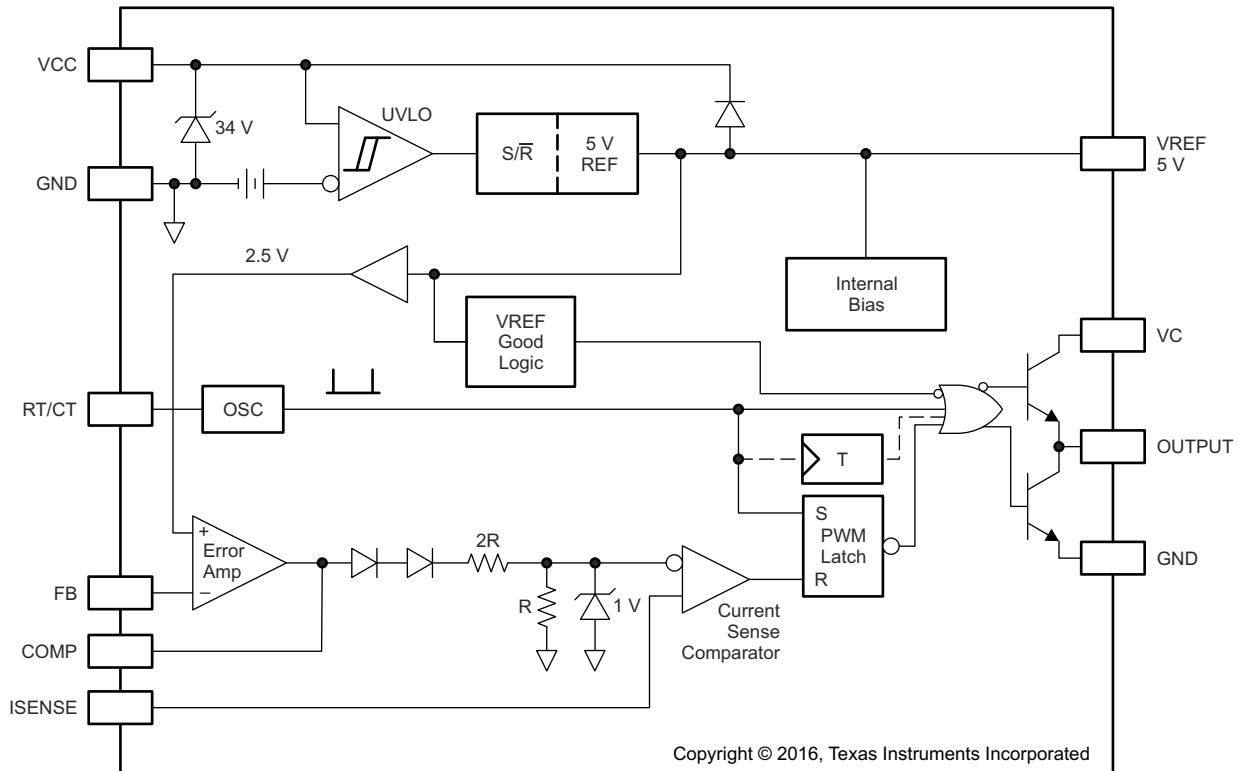 VCC
UVLO
34 V
S/R̅
5 V
REF
VREF
5 V
GND
2.5 V
Internal
Bias
VREF
Good
Logic
VC
RT/CT
OSC
OUTPUT
T
S
PWM
Latch
R
+
Error
Amp
−
2R
R
1 V
GND
FB
Current
Sense
Comparator
COMP
ISENSE
Copyright © 2016, Texas Instruments Incorporated